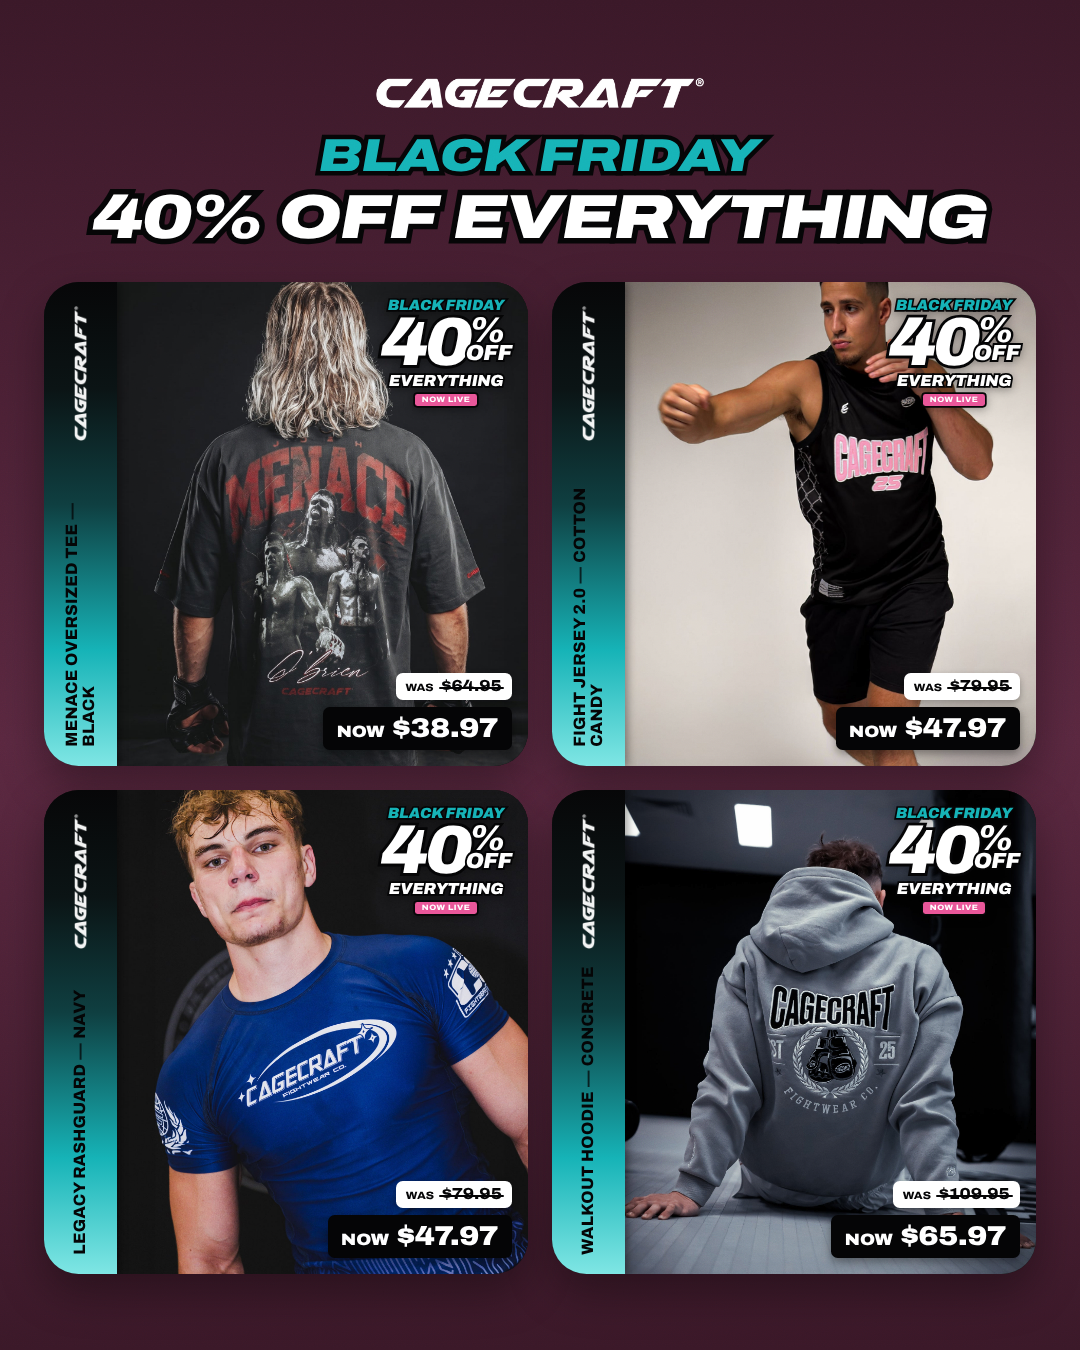 CAGECRAFT®
BLACK FRIDAY
40% OFF EVERYTHING
CAGECRAFT®
MENACE OVERSIZED TEE —
BLACK
BLACK FRIDAY
40% OFF
EVERYTHING
NOW LIVE
MENACE
O'Brien
CAGECRAFT
WAS $64.95
NOW $38.97
CAGECRAFT®
FIGHT JERSEY 2.0 — COTTON
CANDY
BLACK FRIDAY
40% OFF
EVERYTHING
NOW LIVE
CAGECRAFT
25
WAS $79.95
NOW $47.97
CAGECRAFT®
LEGACY RASHGUARD — NAVY
BLACK FRIDAY
40% OFF
EVERYTHING
NOW LIVE
CAGECRAFT
FIGHTWEAR CO.
WAS $79.95
NOW $47.97
CAGECRAFT®
WALKOUT HOODIE — CONCRETE
BLACK FRIDAY
40% OFF
EVERYTHING
NOW LIVE
CAGECRAFT
25
FIGHTWEAR CO.
WAS $109.95
NOW $65.97